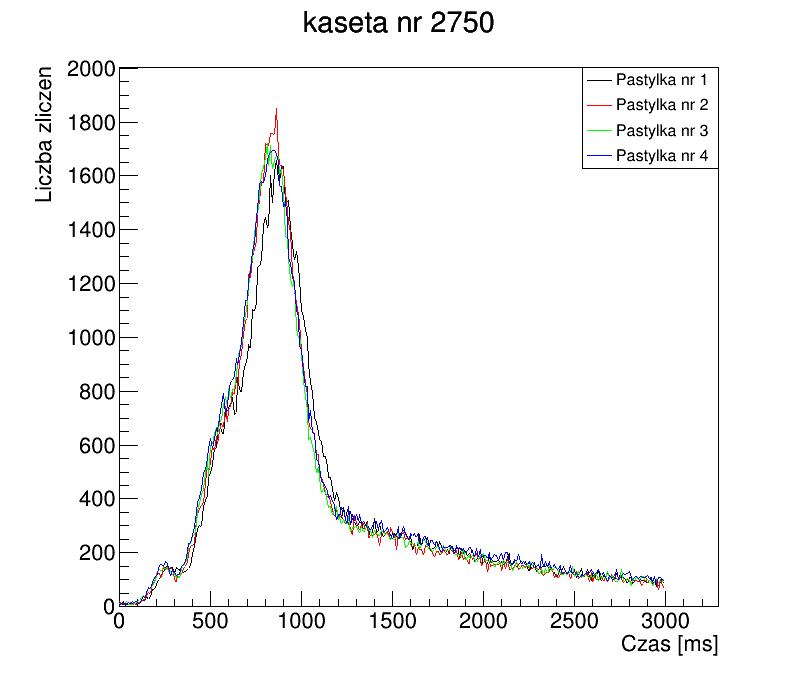 kaseta nr 2750
Liczba zliczen
2000
1800
1600
1400
1200
1000
800
600
400
200
0
Pastylka nr 1
Pastylka nr 2
Pastylka nr 3
Pastylka nr 4
0 500 1000 1500 2000 2500 3000
Czas [ms]